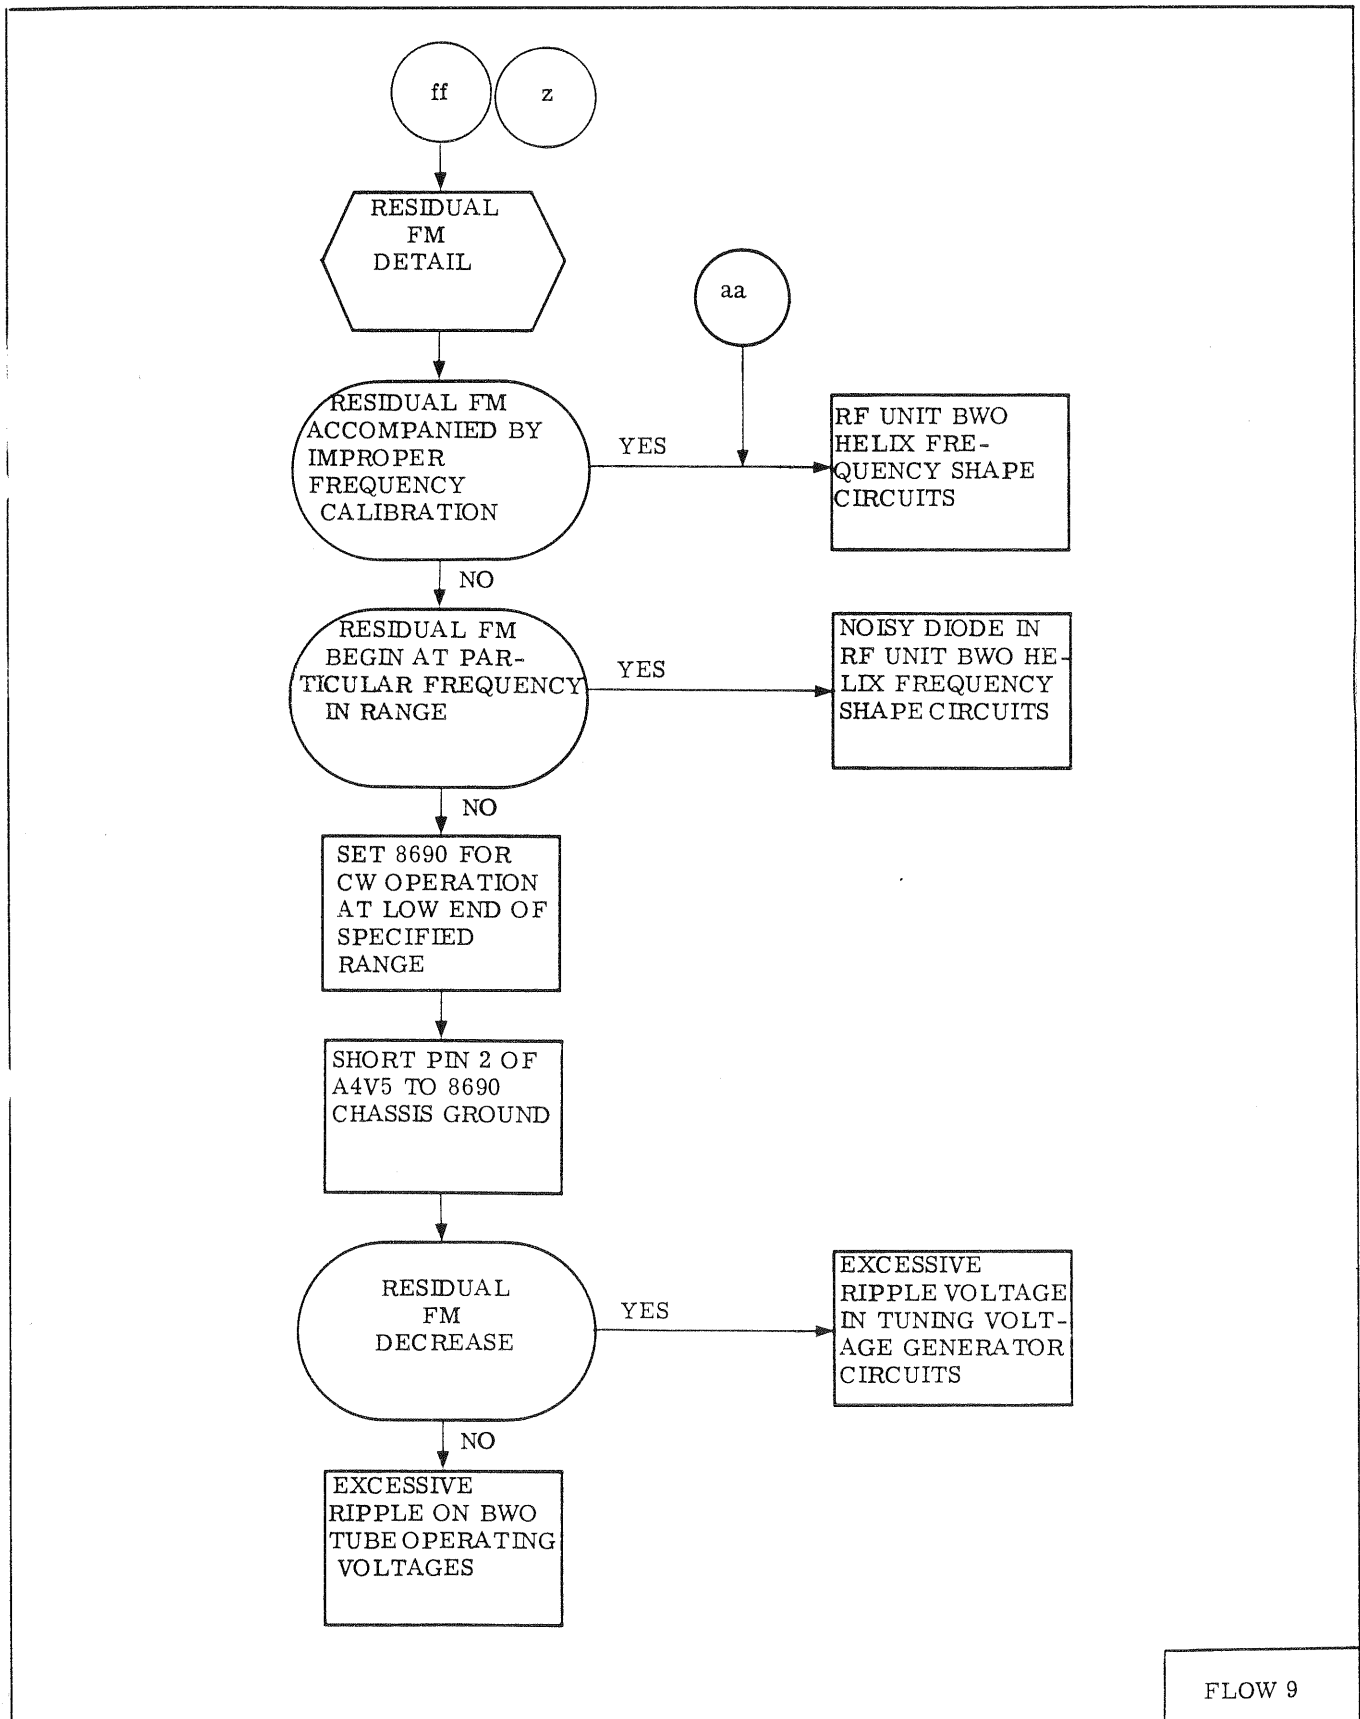 ff
z
RESIDUAL
FM
DETAIL
aa
RESIDUAL FM
ACCOMPANIED BY
IMPROPER
FREQUENCY
CALIBRATION
YES
RF UNIT BWO
HELIX FRE-
QUENCY SHAPE
CIRCUITS
NO
RESIDUAL FM
BEGIN AT PAR-
TICULAR FREQUENCY
IN RANGE
YES
NOISY DIODE IN
RF UNIT BWO HE-
LIX FREQUENCY
SHAPE CIRCUITS
NO
SET 8690 FOR
CW OPERATION
AT LOW END OF
SPECIFIED
RANGE
SHORT PIN 2 OF
A4V5 TO 8690
CHASSIS GROUND
RESIDUAL
FM
DECREASE
YES
EXCESSIVE
RIPPLE VOLTAGE
IN TUNING VOLT-
AGE GENERATOR
CIRCUITS
NO
EXCESSIVE
RIPPLE ON BWO
TUBE OPERATING
VOLTAGES
FLOW 9